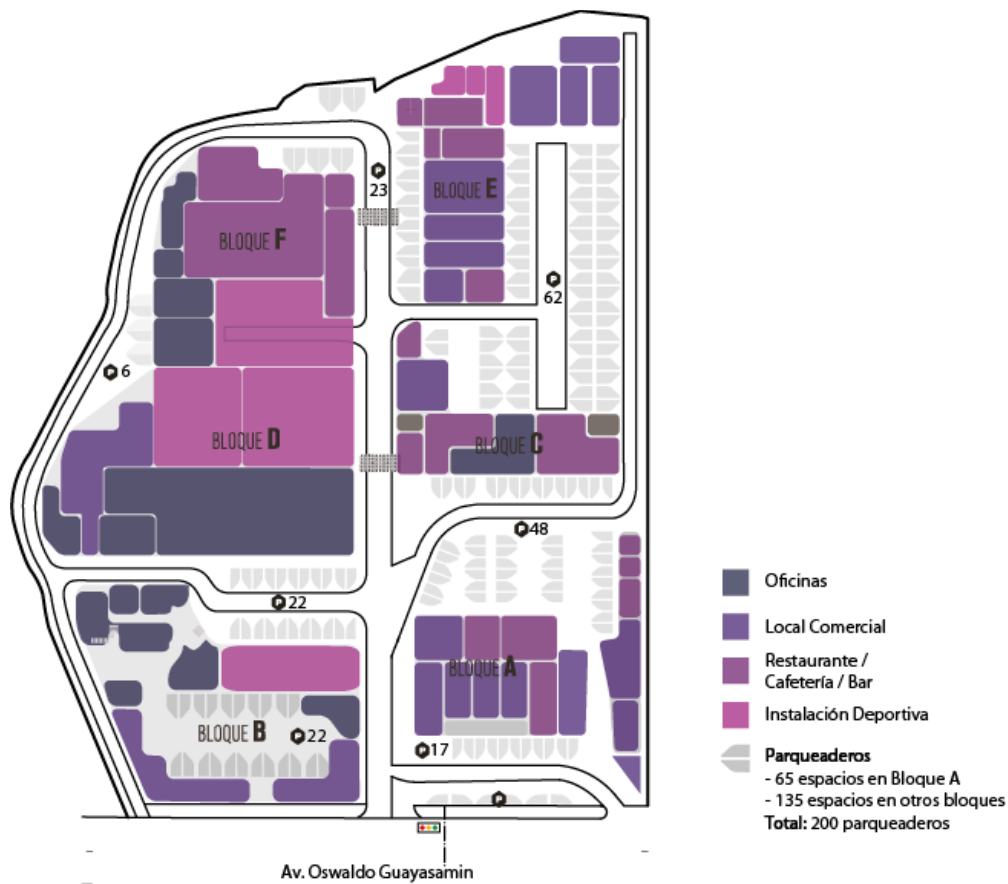 P
23
BLOQUE E
BLOQUE F
P
62
P 6
BLOQUE D
BLOQUE C
P 48
P 22
BLOQUE A
BLOQUE B
P 22
P 17
P
Av. Oswaldo Guayasamin
Oficinas
Local Comercial
Restaurante /
Cafetería / Bar
Instalación Deportiva
Parqueaderos
- 65 espacios en Bloque A
- 135 espacios en otros bloques
Total: 200 parqueaderos